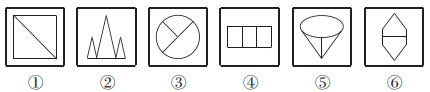 ① ② ③ ④ ⑤ ⑥